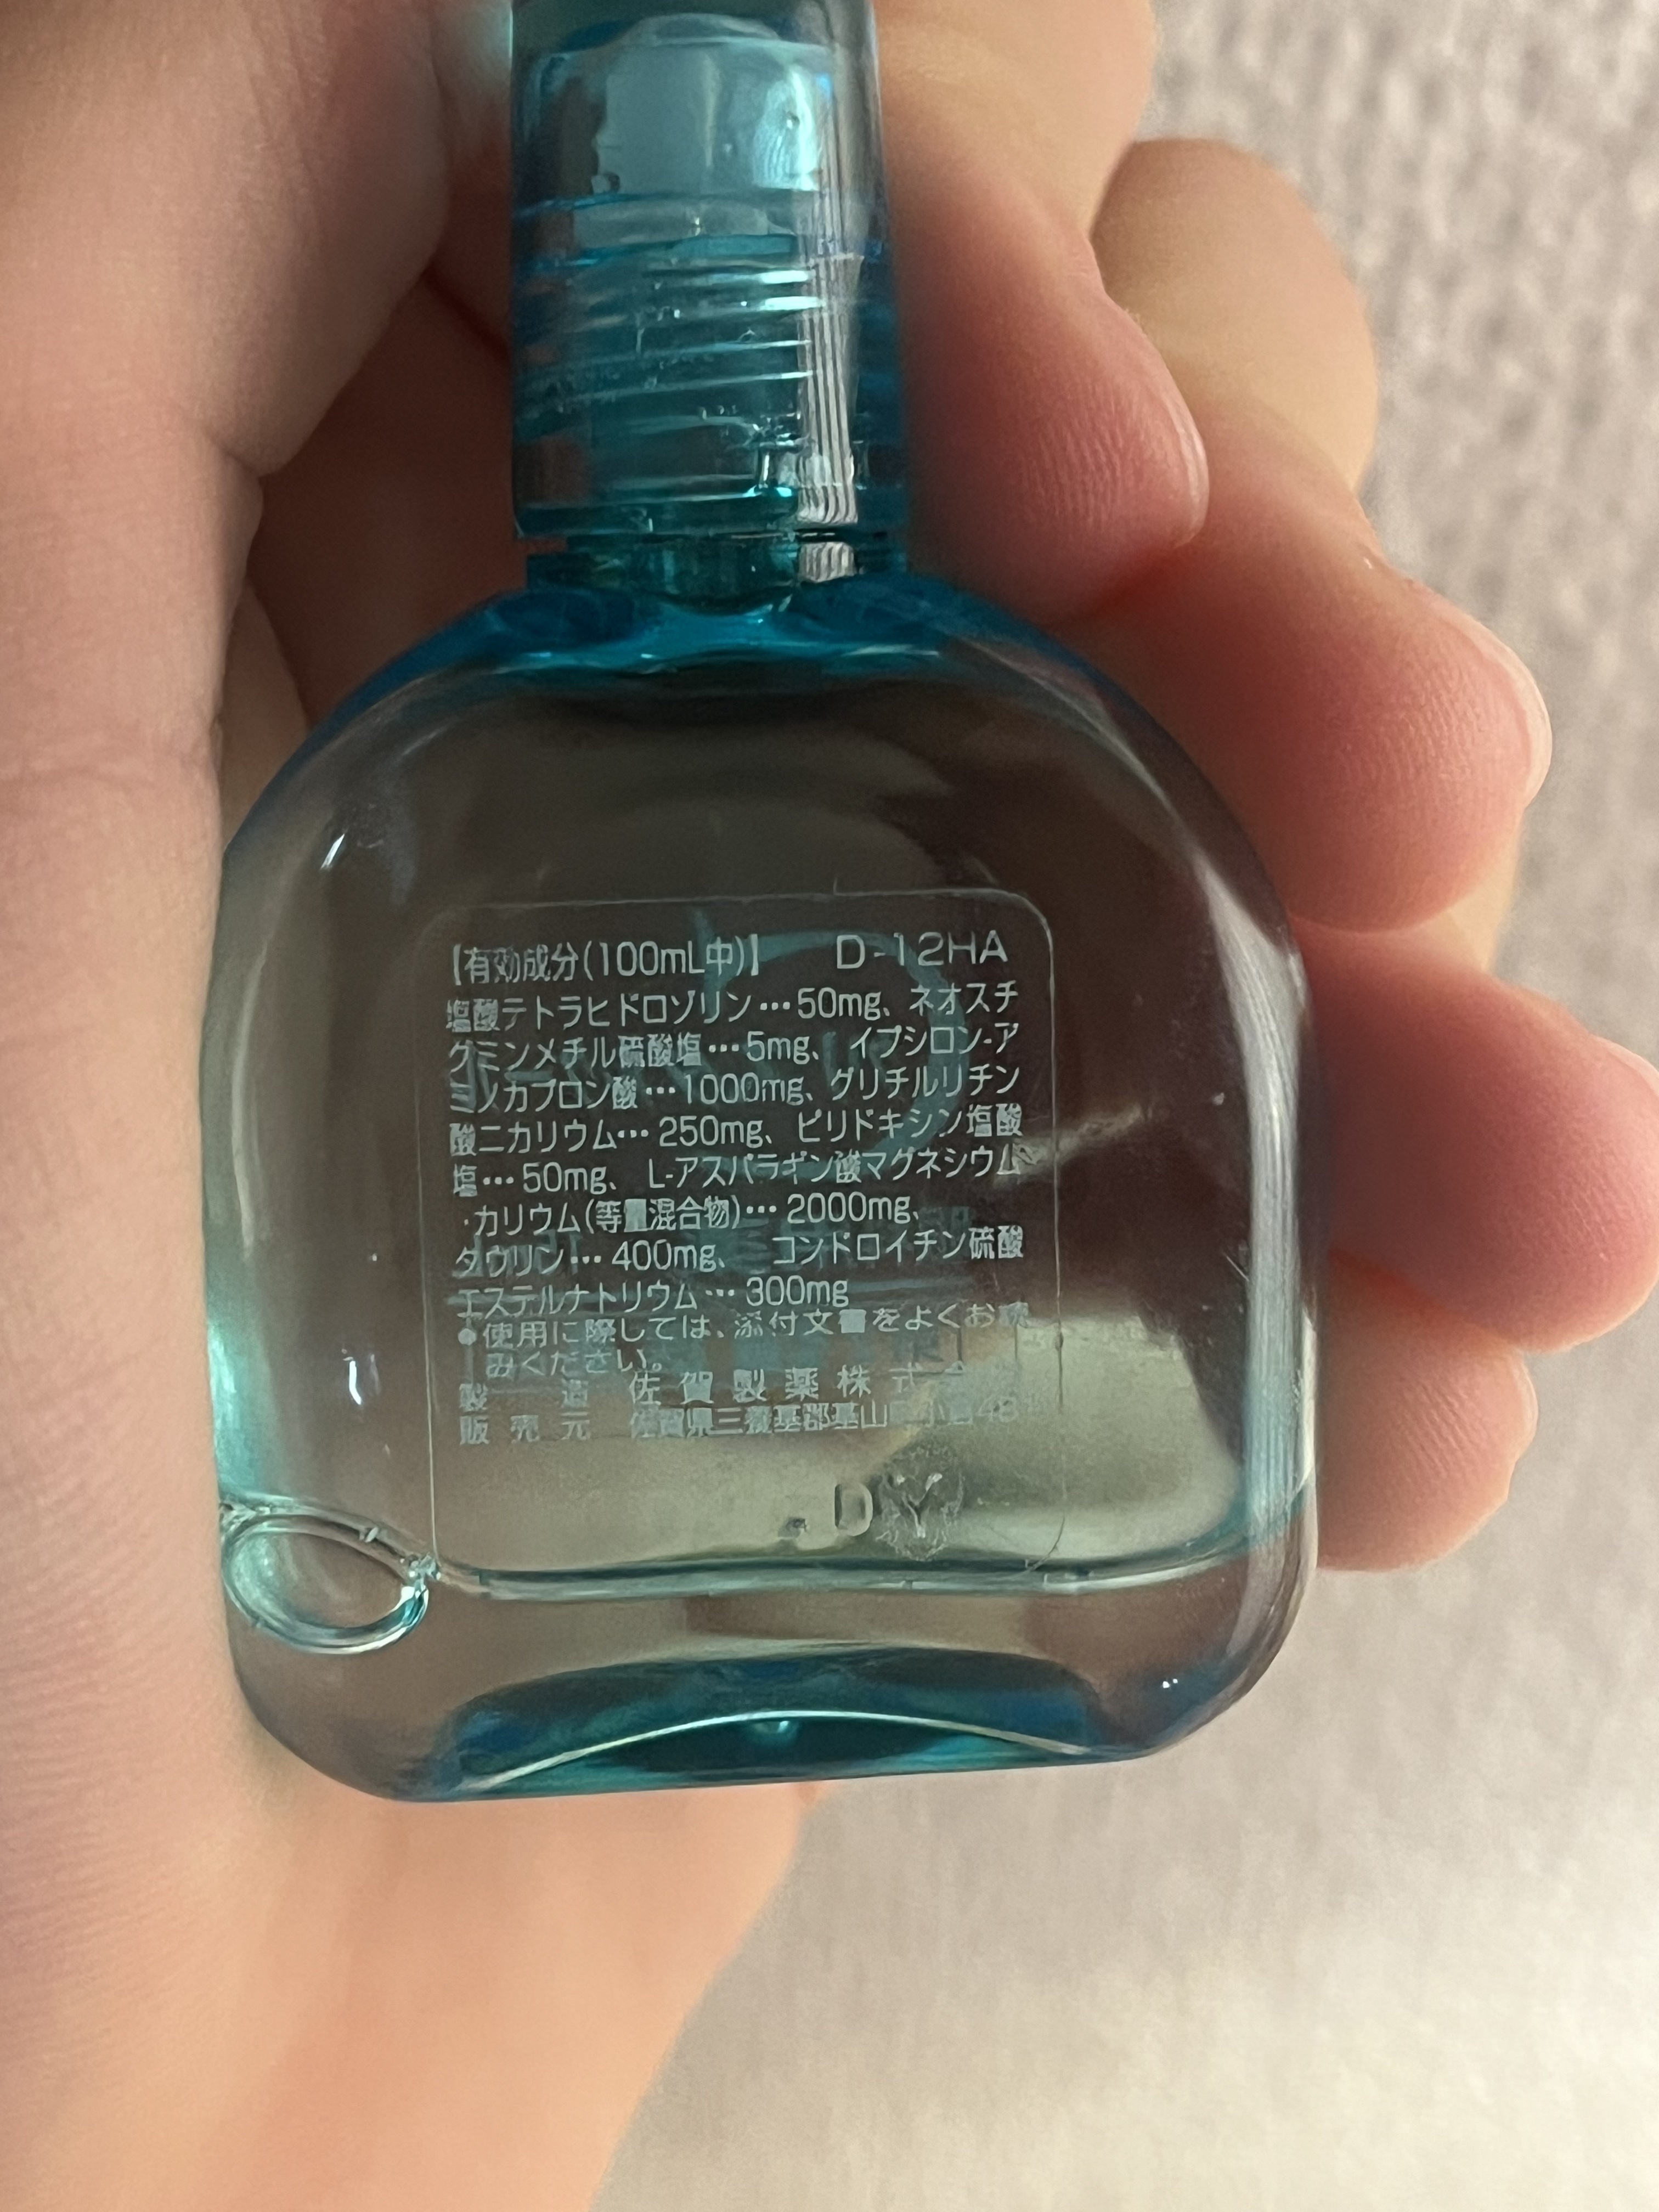 【有効成分(100mL中)】 D-12HA
塩酸テトラヒドロゾリン…50mg、ネオスチ
グミンメチル硫酸塩…5mg、イプシロン-ア
ミノカプロン酸…1000mg、グリチルリチン
酸二カリウム…250mg、ピリドキシン塩酸
塩…50mg、L-アスパラギン酸マグネシウム
・カリウム(等量混合物)…2000mg、
タウリン…400mg、コンドロイチン硫酸
エステルナトリウム…300mg
●使用に際しては、添付文書をよくお読
みください。
製造 佐賀製薬株式会社
販売元 佐賀県三養基郡基山町小倉48
D Y